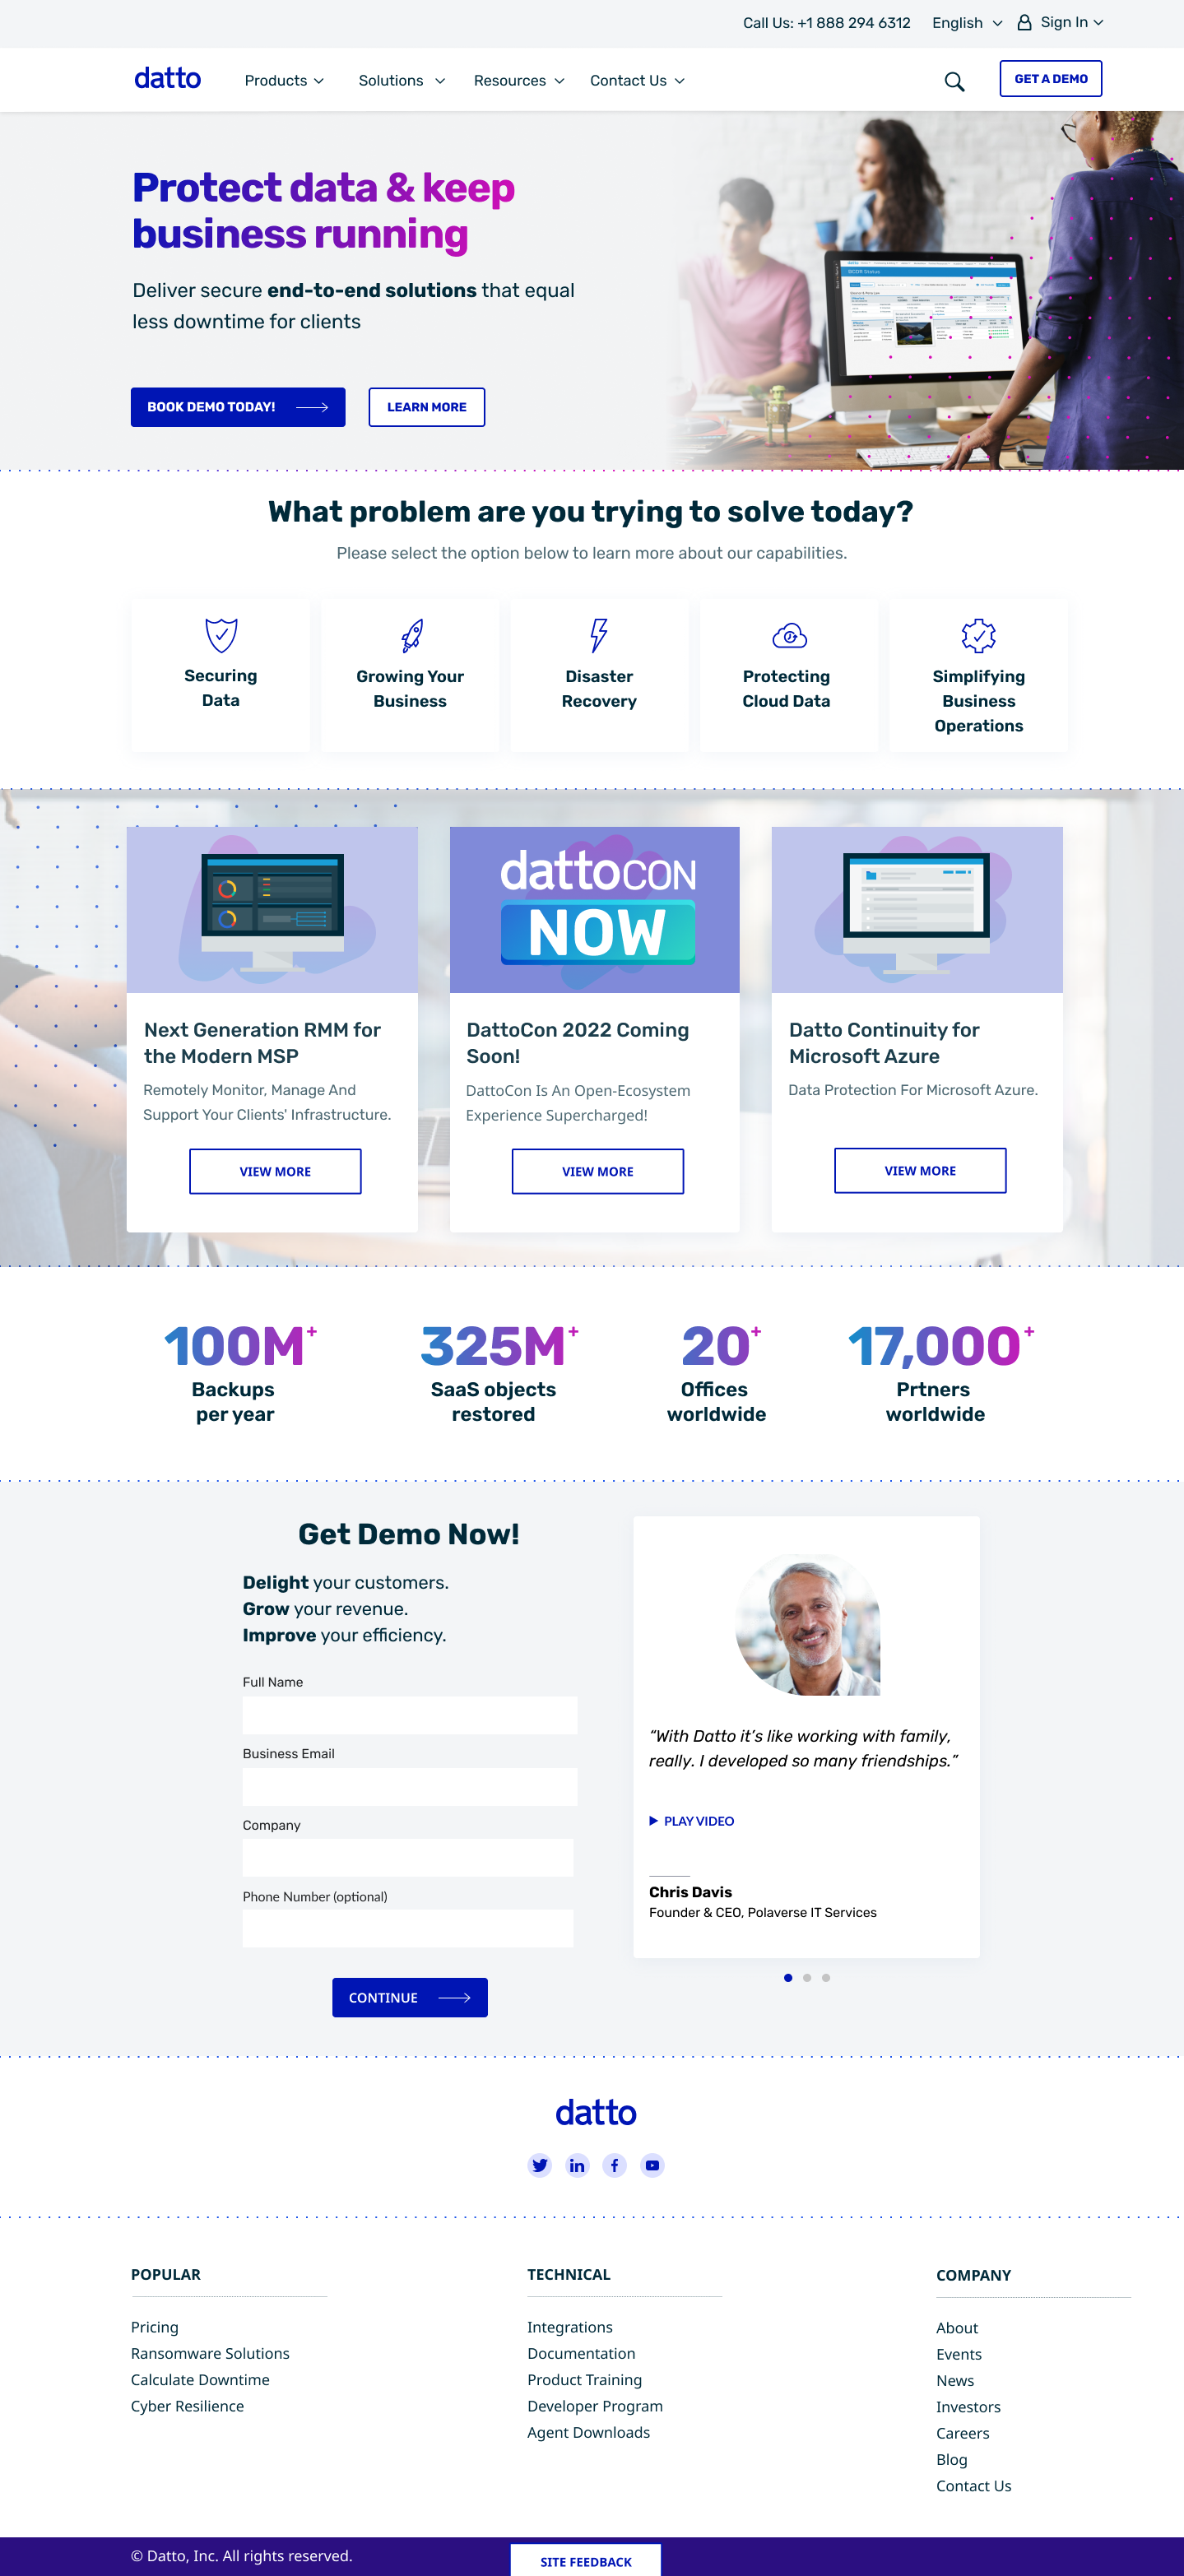 Call Us: +1 888 294 6312
English
Sign In
datto
Products
Solutions
Resources
Contact Us
GET A DEMO
Protect data & keep
business running
Deliver secure end-to-end solutions that equal
less downtime for clients
BOOK DEMO TODAY!
LEARN MORE
What problem are you trying to solve today?
Please select the option below to learn more about our capabilities.
Securing
Data
Growing Your
Business
Disaster
Recovery
Protecting
Cloud Data
Simplifying
Business
Operations
dattocon
NOW
Next Generation RMM for
the Modern MSP
Remotely Monitor, Manage And
Support Your Clients' Infrastructure.
VIEW MORE
DattoCon 2022 Coming
Soon!
DattoCon Is An Open-Ecosystem
Experience Supercharged!
VIEW MORE
Datto Continuity for
Microsoft Azure
Data Protection For Microsoft Azure.
VIEW MORE
100M+
Backups
per year
325M+
SaaS objects
restored
20+
Offices
worldwide
17,000+
Prtners
worldwide
Get Demo Now!
Delight your customers.
Grow your revenue.
Improve your efficiency.
Full Name
Business Email
Company
Phone Number (optional)
CONTINUE
“With Datto it’s like working with family,
really. I developed so many friendships.”
PLAY VIDEO
Chris Davis
Founder & CEO, Polaverse IT Services
datto
POPULAR
Pricing
Ransomware Solutions
Calculate Downtime
Cyber Resilience
TECHNICAL
Integrations
Documentation
Product Training
Developer Program
Agent Downloads
COMPANY
About
Events
News
Investors
Careers
Blog
Contact Us
© Datto, Inc. All rights reserved.
SITE FEEDBACK